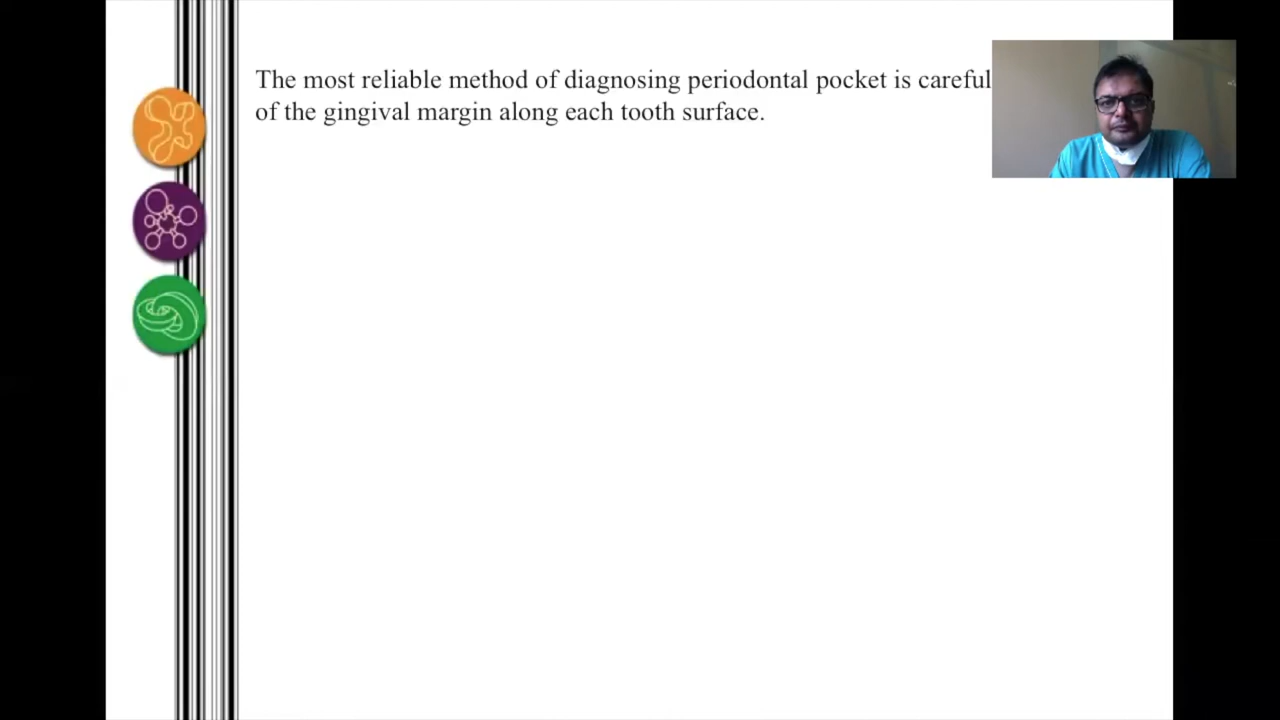 The most reliable method of diagnosing periodontal pocket is careful
of the gingival margin along each tooth surface.